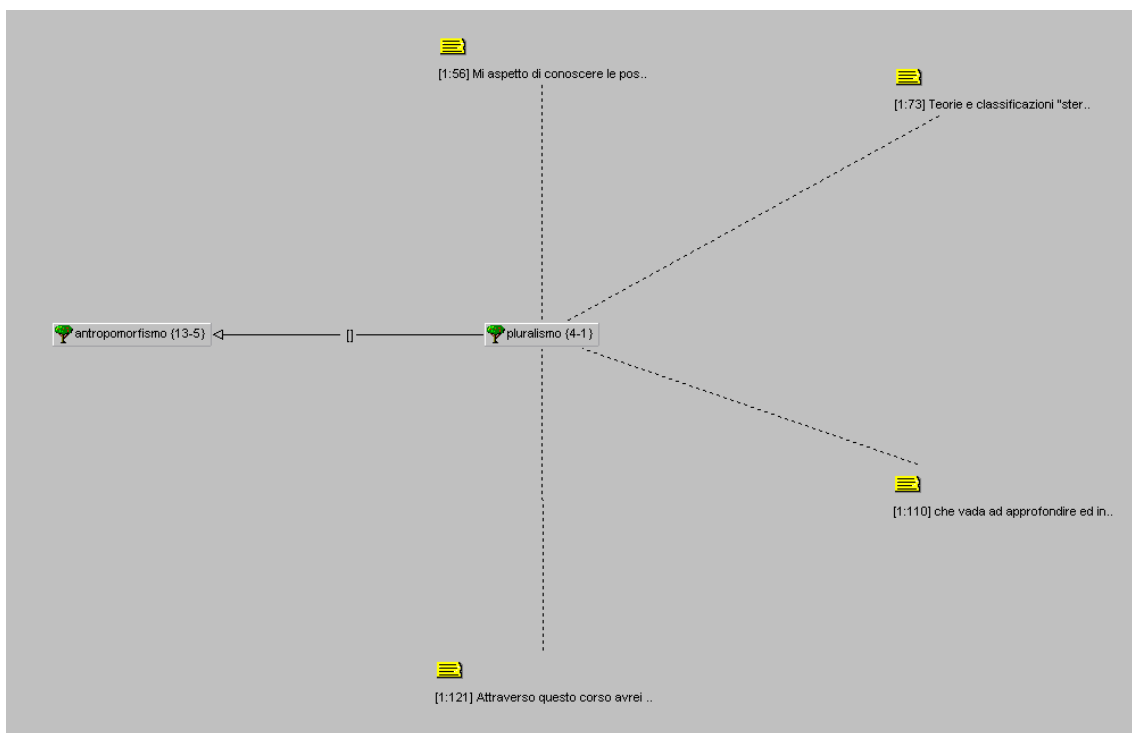 [1:56] Mi aspetto di conoscere le pos..
[1:73] Teorie e classificazioni "ster..
antropomorfismo {13-5}
[]
pluralismo {4-1}
[1:110] che vada ad approfondire ed in..
[1:121] Attraverso questo corso avrei ..